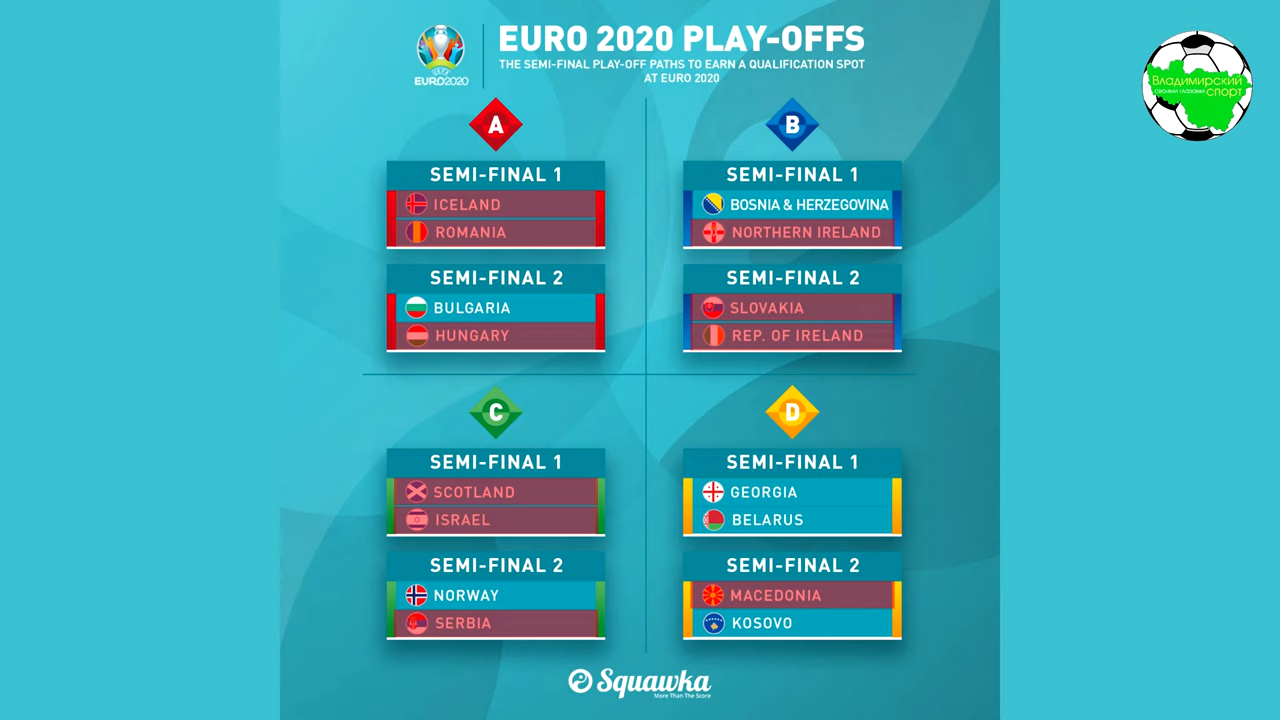 EURO 2020 PLAY-OFFS
THE SEMI-FINAL PLAY-OFF PATHS TO EARN A QUALIFICATION SPOT
AT EURO 2020
UEFA
EURO2020
Владимирский
своими глазами спорт
A
SEMI-FINAL 1
ICELAND
ROMANIA
SEMI-FINAL 2
BULGARIA
HUNGARY
B
SEMI-FINAL 1
BOSNIA & HERZEGOVINA
NORTHERN IRELAND
SEMI-FINAL 2
SLOVAKIA
REP. OF IRELAND
C
SEMI-FINAL 1
SCOTLAND
ISRAEL
SEMI-FINAL 2
NORWAY
SERBIA
D
SEMI-FINAL 1
GEORGIA
BELARUS
SEMI-FINAL 2
MACEDONIA
KOSOVO
Squawka
More Than The Score